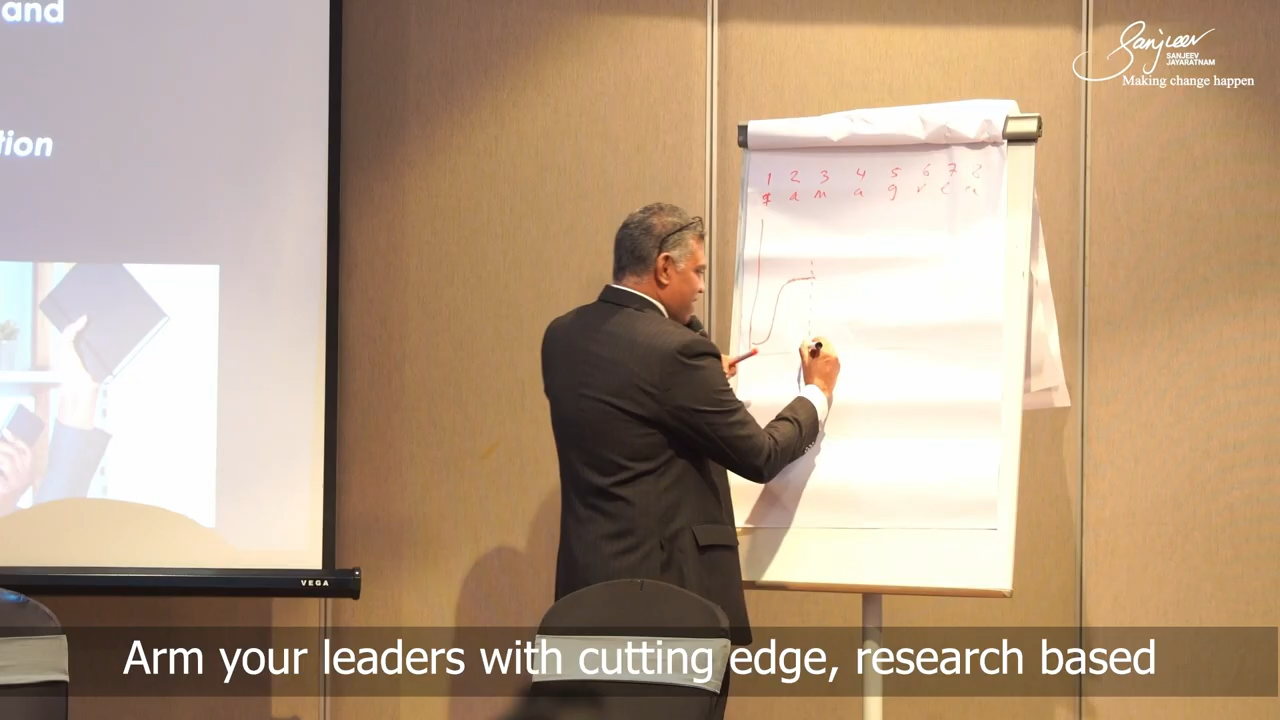 and
tion
Sanjeev
SANJEEV
JAYARATNAM
Making change happen
1 2 3 4 5 6 7 8
VEGA
Arm your leaders with cutting edge, research based